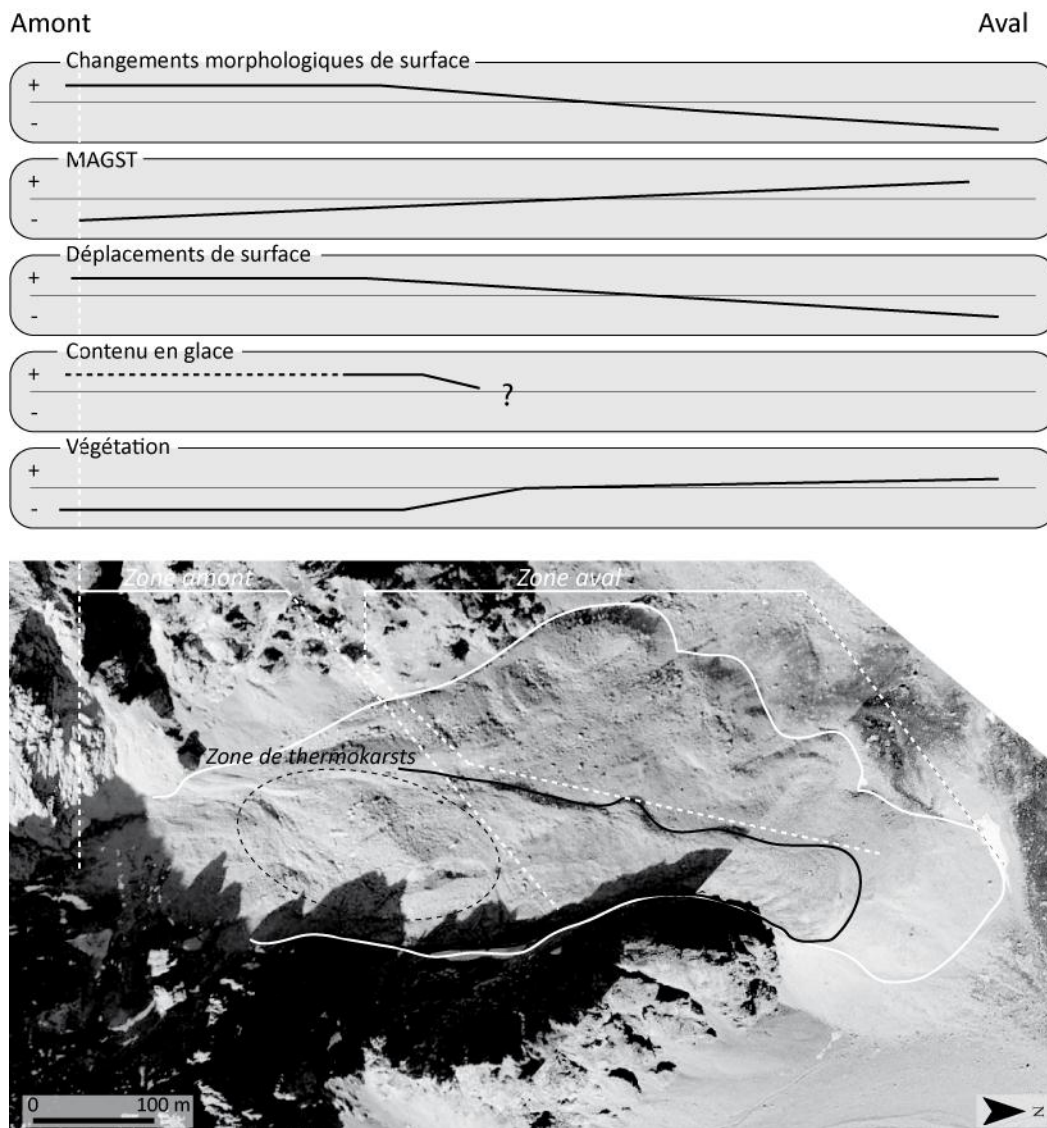 Amont Aval
Changements morphologiques de surface
+
-
MAGST
+
-
Déplacements de surface
+
-
Contenu en glace
+
?
-
Végétation
+
-
Zone amont Zone aval
Zone de thermokarsts
0 100 m
N